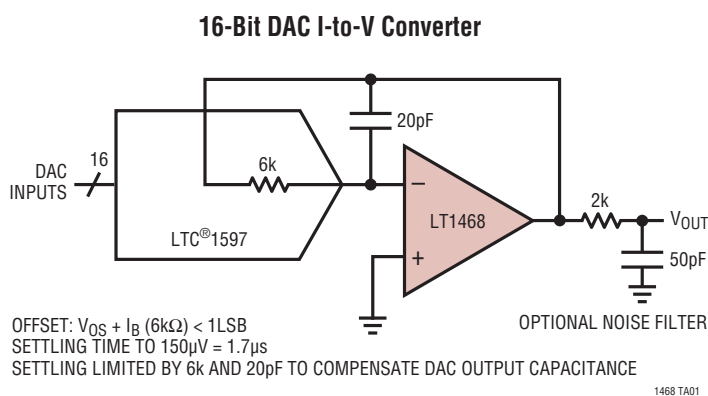 16-Bit DAC I-to-V Converter
20pF
DAC
INPUTS
16
6k
LTC®1597
−
+
LT1468
2k
VOUT
50pF
OPTIONAL NOISE FILTER
OFFSET: VOS + IB (6kΩ) < 1LSB
SETTLING TIME TO 150µV = 1.7µs
SETTLING LIMITED BY 6k AND 20pF TO COMPENSATE DAC OUTPUT CAPACITANCE
1468 TA01